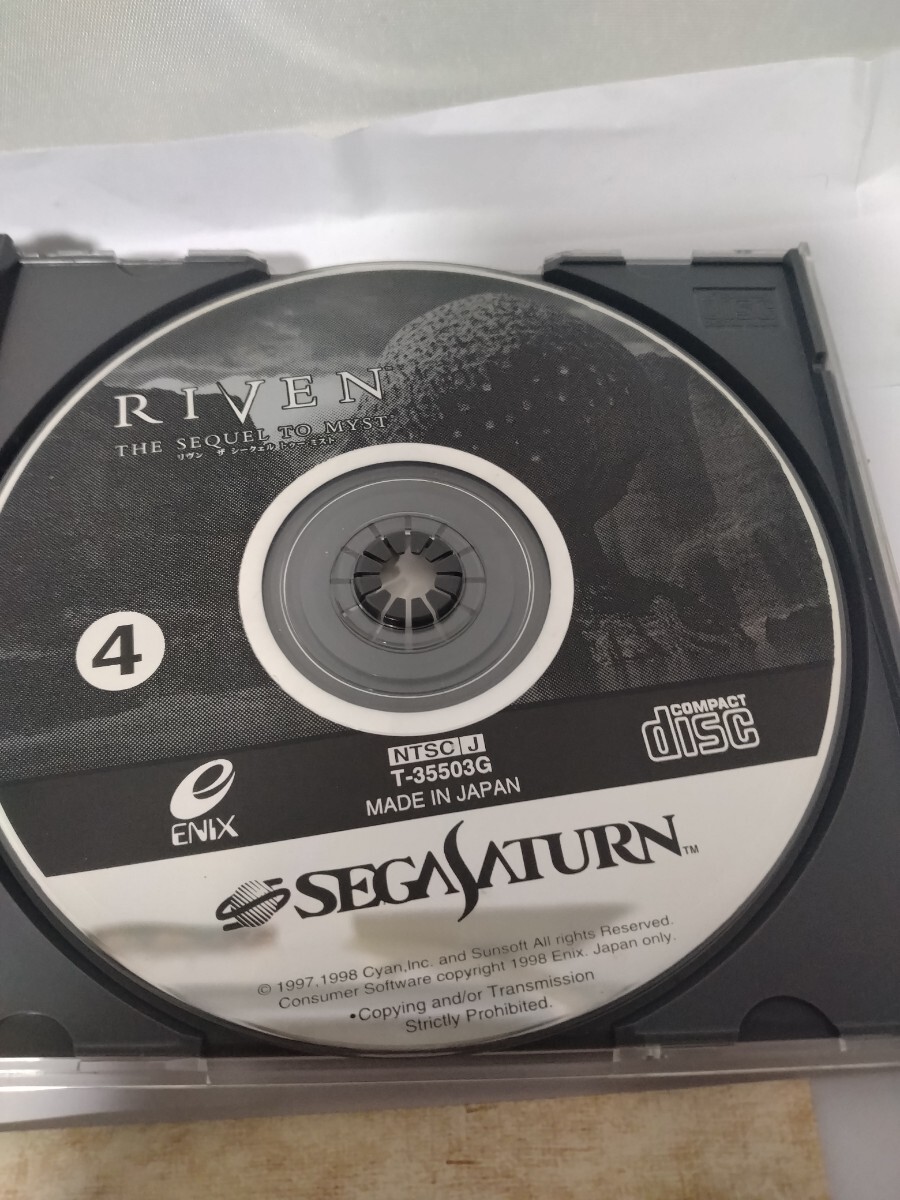 RIVEN™
THE SEQUEL TO MYST®
リヴン ザ シークェル トゥー ミスト
4
NTSC J
T-35503G
MADE IN JAPAN
ENIX
COMPACT
disc
SEGA SATURN™
© 1997,1998 Cyan,Inc. and Sunsoft All rights Reserved.
Consumer Software copyright 1998 Enix. Japan only.
•Copying and/or Transmission
Strictly Prohibited.